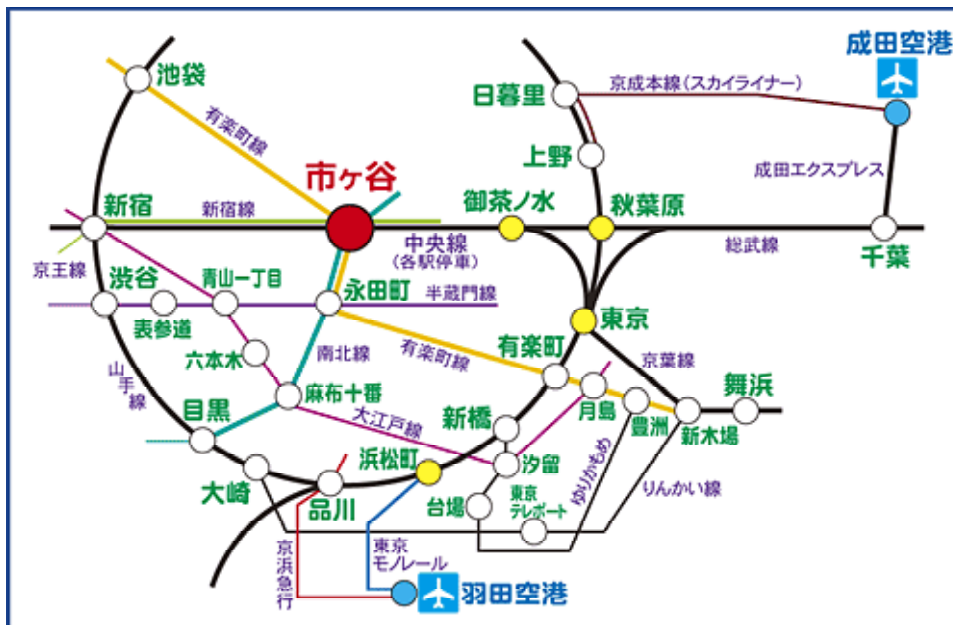 成田空港
池袋
日暮里
京成本線(スカイライナー)
有楽町線
上野
成田エクスプレス
市ヶ谷
御茶ノ水
秋葉原
新宿
新宿線
中央線
(各駅停車)
総武線
千葉
京王線
渋谷
青山一丁目
永田町
半蔵門線
表参道
東京
六本木
南北線
有楽町線
有楽町
京葉線
舞浜
山手線
麻布十番
目黒
大江戸線
新橋
月島
豊洲
新木場
浜松町
汐留
ゆりかもめ
りんかい線
大崎
品川
台場
東京
テレポート
京浜急行
東京
モノレール
羽田空港